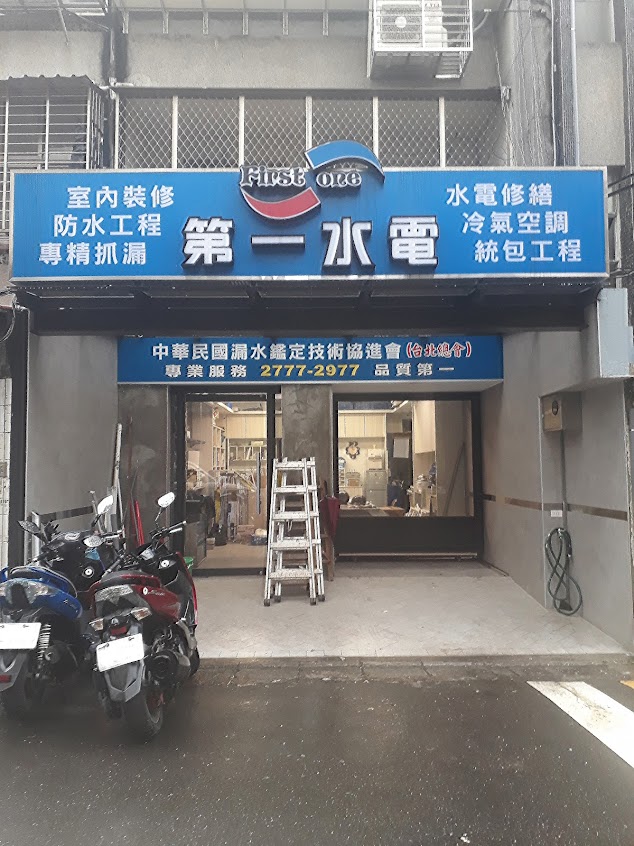 First one
室內裝修
防水工程
專精抓漏
第一水電
水電修繕
冷氣空調
統包工程
中華民國漏水鑑定技術協進會(台北總會)
專業服務 2777-2977 品質第一